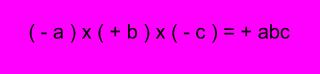 ( - a ) x ( + b ) x ( - c ) = + abc